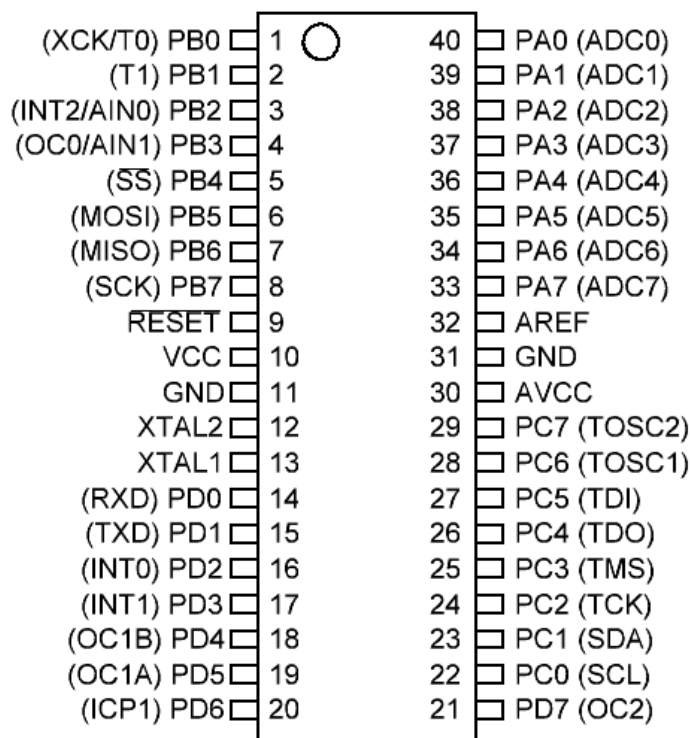 (XCK/T0) PB0 1 40 PA0 (ADC0)
(T1) PB1 2 39 PA1 (ADC1)
(INT2/AIN0) PB2 3 38 PA2 (ADC2)
(OC0/AIN1) PB3 4 37 PA3 (ADC3)
(S̅S̅) PB4 5 36 PA4 (ADC4)
(MOSI) PB5 6 35 PA5 (ADC5)
(MISO) PB6 7 34 PA6 (ADC6)
(SCK) PB7 8 33 PA7 (ADC7)
R̅E̅S̅E̅T̅ 9 32 AREF
VCC 10 31 GND
GND 11 30 AVCC
XTAL2 12 29 PC7 (TOSC2)
XTAL1 13 28 PC6 (TOSC1)
(RXD) PD0 14 27 PC5 (TDI)
(TXD) PD1 15 26 PC4 (TDO)
(INT0) PD2 16 25 PC3 (TMS)
(INT1) PD3 17 24 PC2 (TCK)
(OC1B) PD4 18 23 PC1 (SDA)
(OC1A) PD5 19 22 PC0 (SCL)
(ICP1) PD6 20 21 PD7 (OC2)